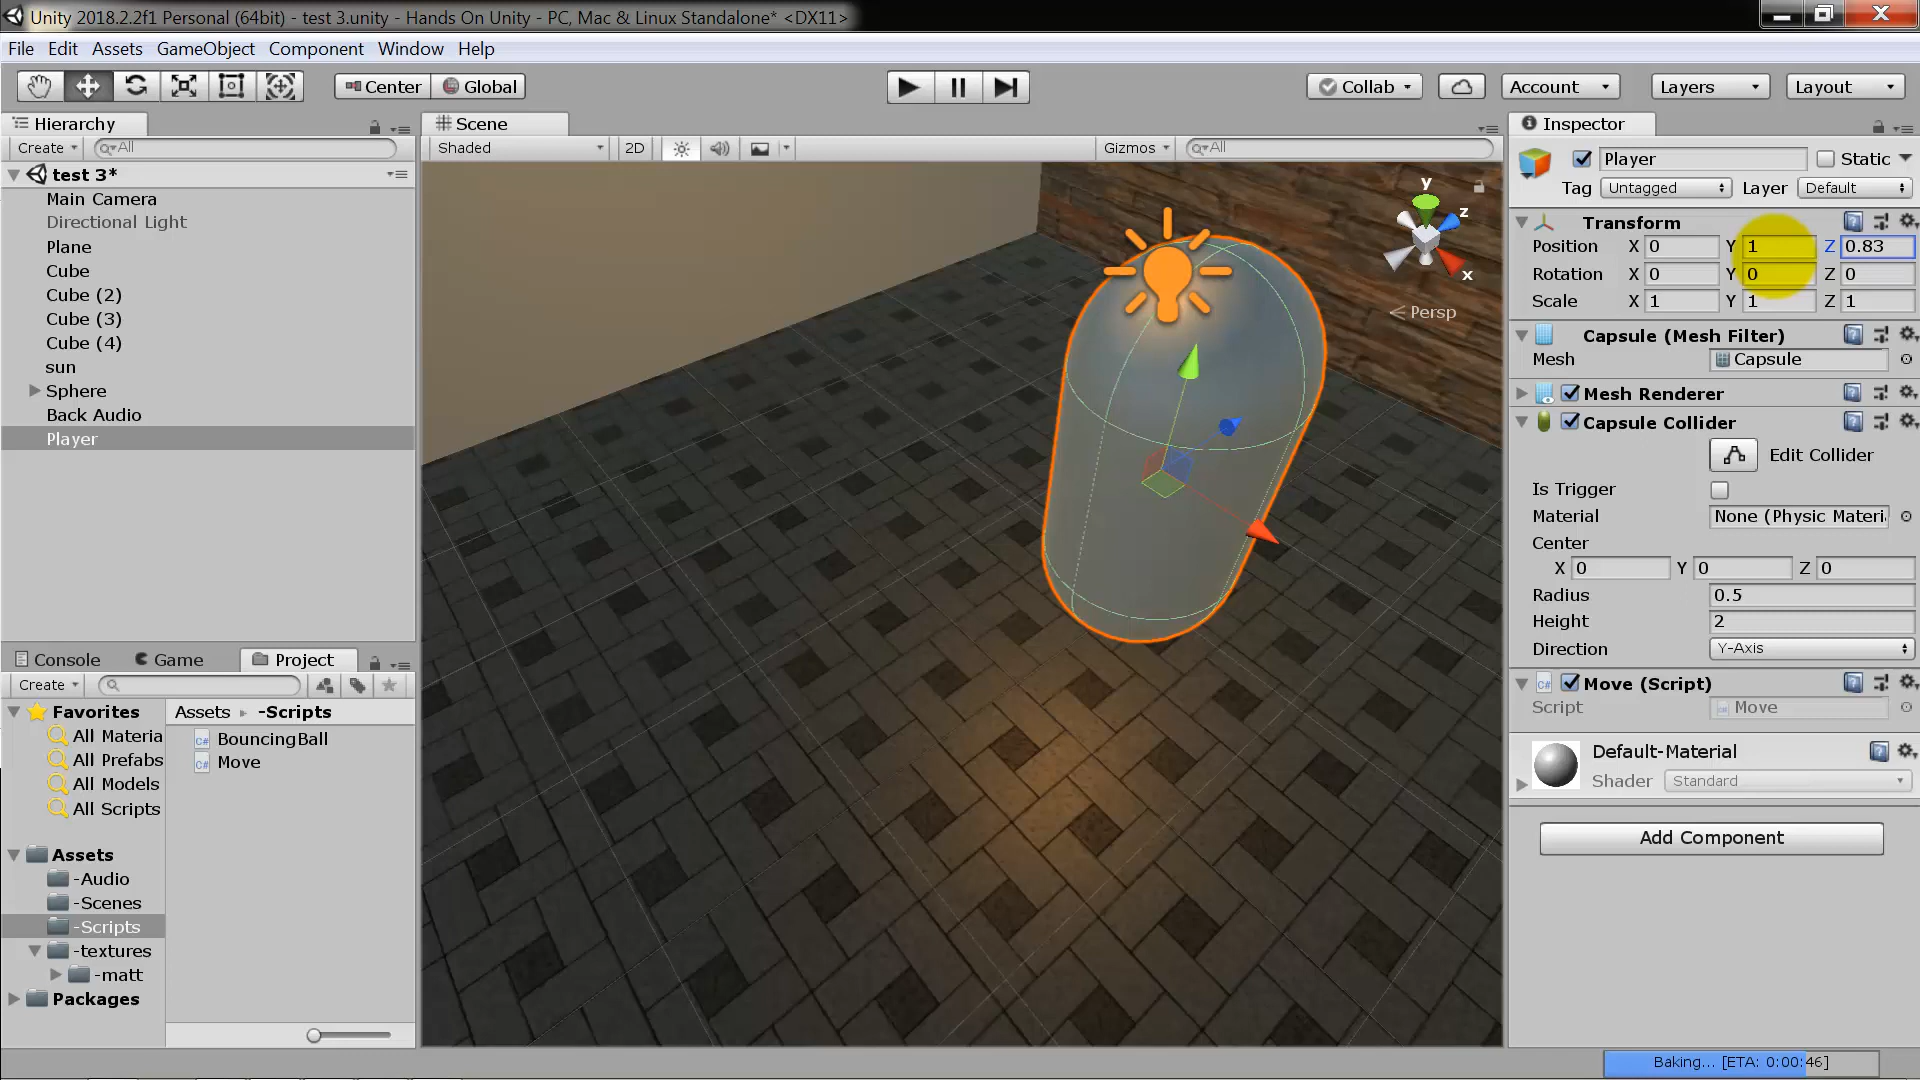 Unity 2018.2.2f1 Personal (64bit) - test 3.unity - Hands On Unity - PC, Mac & Linux Standalone* <DX11>
File Edit Assets GameObject Component Window Help
Center Global Collab Account Layers Layout
Hierarchy
Create All
test 3*
Main Camera
Directional Light
Plane
Cube
Cube (2)
Cube (3)
Cube (4)
sun
Sphere
Back Audio
Player
Scene
Shaded 2D Gizmos All
y
z
x
Persp
Inspector
Player Static
Tag Untagged Layer Default
Transform
Position X 0 Y 1 Z 0.83
Rotation X 0 Y 0 Z 0
Scale X 1 Y 1 Z 1
Capsule (Mesh Filter)
Mesh Capsule
Mesh Renderer
Capsule Collider
Edit Collider
Is Trigger
Material None (Physic Materi
Center
X 0 Y 0 Z 0
Radius 0.5
Height 2
Direction Y-Axis
C# Move (Script)
Script Move
Default-Material
Shader Standard
Add Component
Console Game Project
Create
Favorites
All Materia
All Prefabs
All Models
All Scripts
Assets
-Audio
-Scenes
-Scripts
-textures
-matt
Packages
Assets -Scripts
C# BouncingBall
C# Move
Baking... [ETA: 0:00:46]